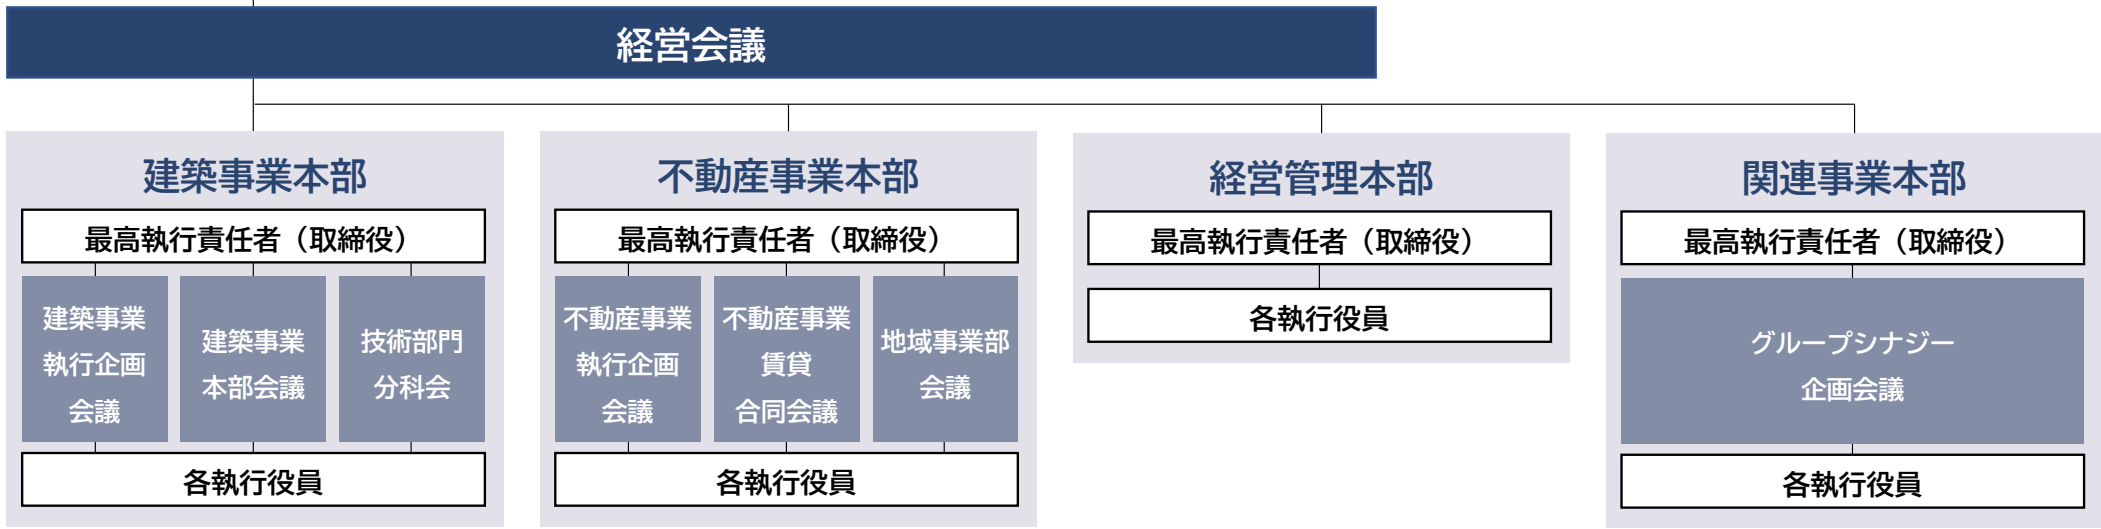 経営会議
建築事業本部
最高執行責任者（取締役）
建築事業
執行企画
会議
建築事業
本部会議
技術部門
分科会
各執行役員
不動産事業本部
最高執行責任者（取締役）
不動産事業
執行企画
会議
不動産事業
賃貸
合同会議
地域事業部
会議
各執行役員
経営管理本部
最高執行責任者（取締役）
各執行役員
関連事業本部
最高執行責任者（取締役）
グループシナジー
企画会議
各執行役員